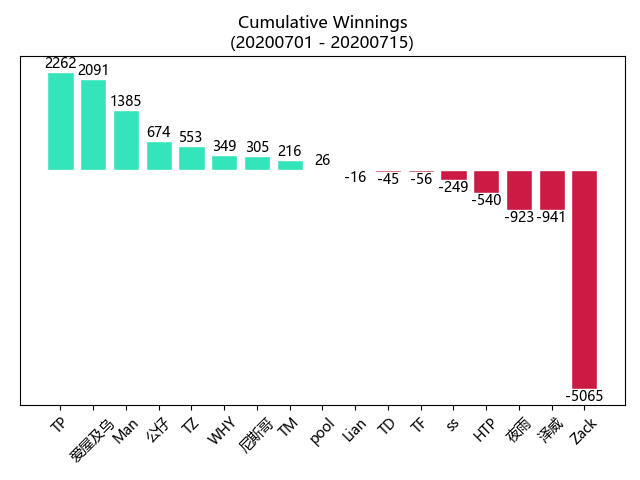 Cumulative Winnings
(20200701 - 20200715)
2262
2091
1385
674
553
349
305
216
26
-16
-45
-56
-249
-540
-923
-941
-5065
TP
爱屋及乌
Man
公仔
TZ
WHY
尼斯哥
TM
pool
Lian
TD
TF
ss
HTP
夜雨
泽威
Zack